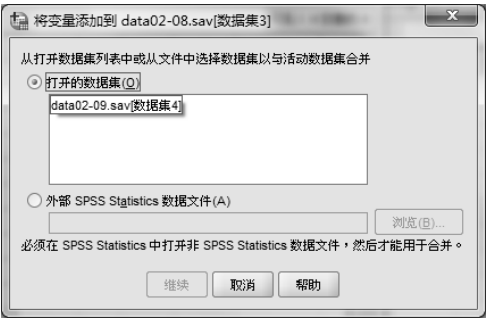 将变量添加到 data02-08.sav[数据集3]
从打开数据集列表中或从文件中选择数据集以与活动数据集合并
打开的数据集(O)
data02-09.sav[数据集4]
外部 SPSS Statistics 数据文件(A)
浏览(B)...
必须在 SPSS Statistics 中打开非 SPSS Statistics 数据文件，然后才能用于合并。
继续 取消 帮助